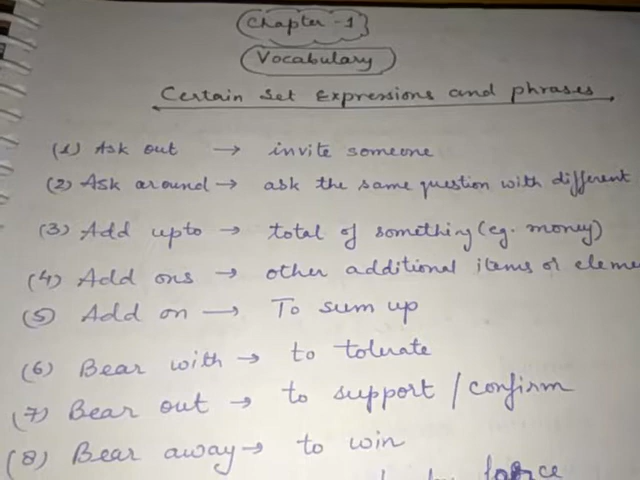 Chapter -1
Vocabulary
Certain Set Expressions and phrases
(1) Ask out → invite someone
(2) Ask around → ask the same question with different
(3) Add upto → total of something (eg. money)
(4) Add ons → other additional items or eleme
(5) Add on → To sum up
(6) Bear with → to tolerate
(7) Bear out → to support / confirm
(8) Bear away → to win
force